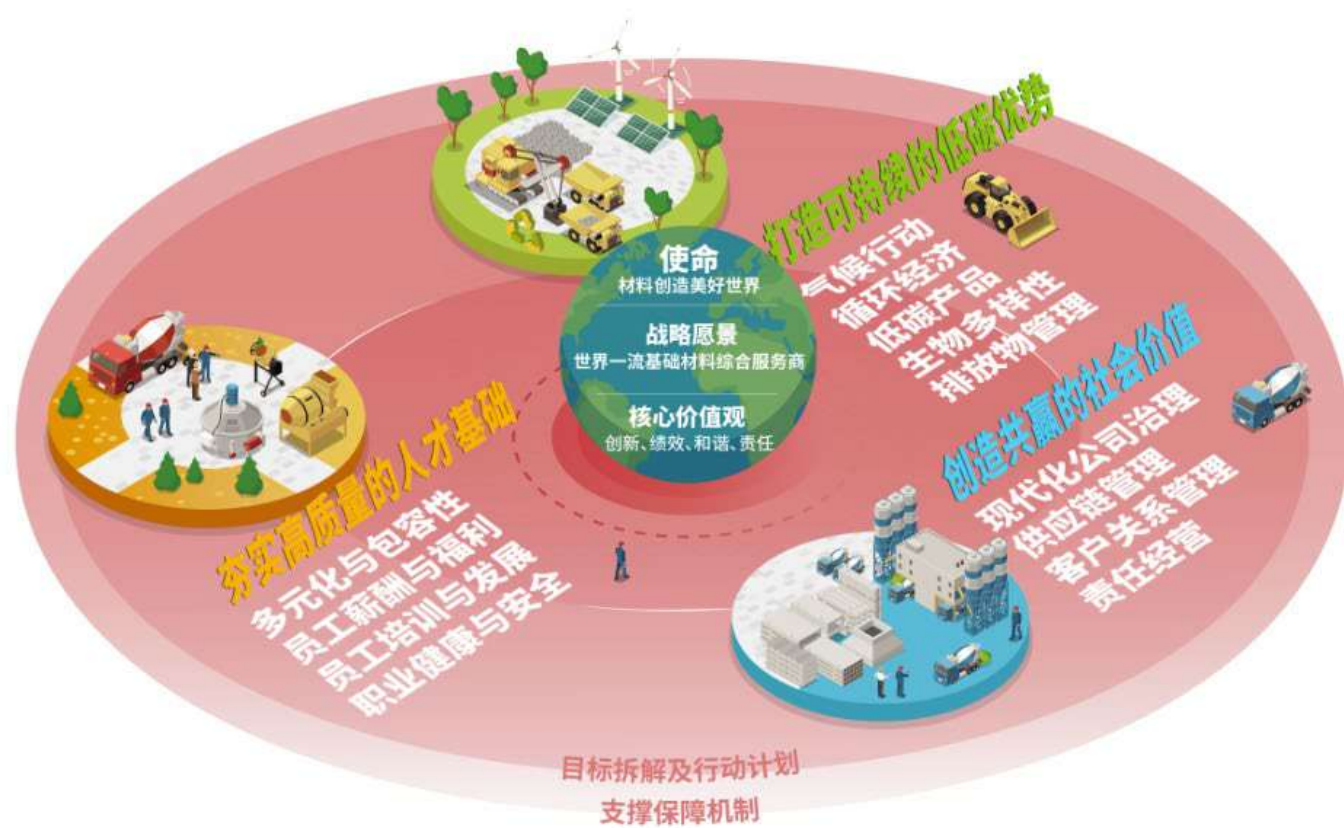 使命
材料创造美好世界
战略愿景
世界一流基础材料综合服务商
核心价值观
创新、绩效、和谐、责任
打造可持续的低碳优势
气候行动
循环经济
低碳产品
生物多样性
排放物管理
创造共赢的社会价值
现代化公司治理
供应链管理
客户关系管理
责任经营
夯实高质量的人才基础
多元化与包容性
员工薪酬与福利
员工培训与发展
职业健康与安全
目标拆解及行动计划
支撑保障机制